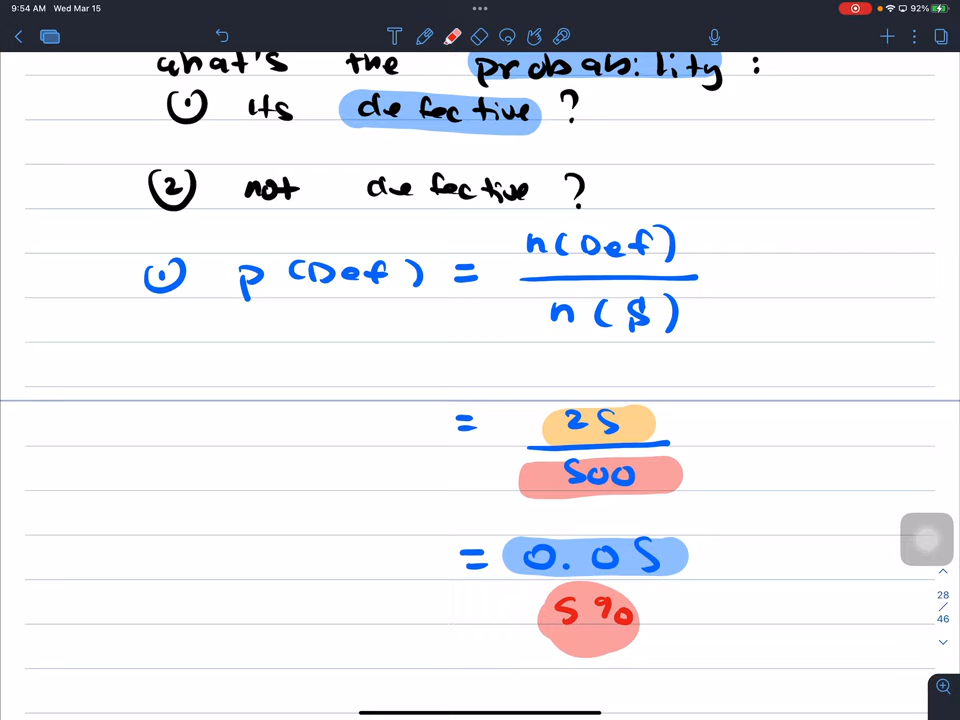 9:54 AM Wed Mar 15
92%
what's the probability :
(1) its defective ?
(2) not defective ?
(1) p (Def) = n(Def)
n($)
= 25
500
= 0.05
5%
28
/
46